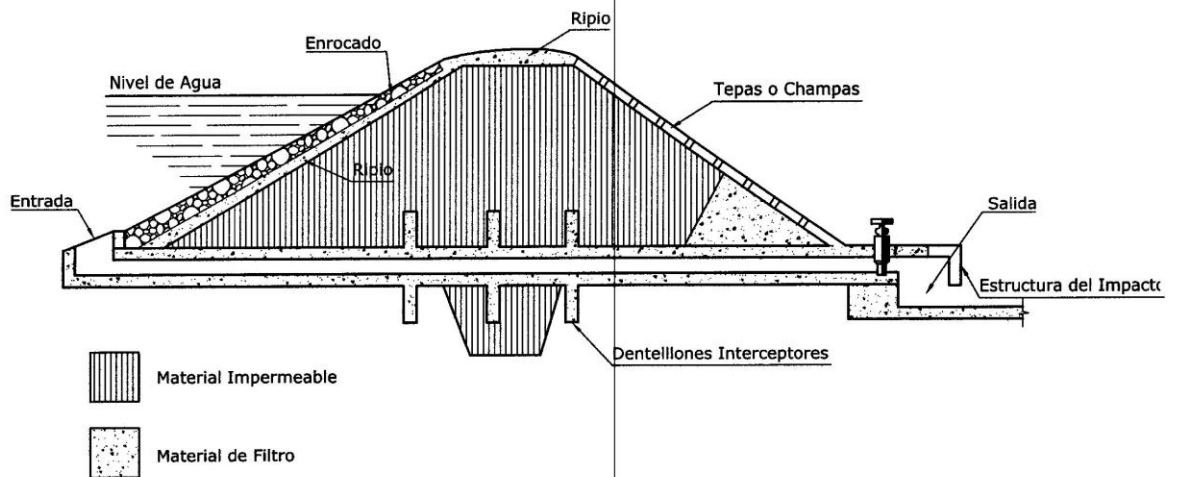 Ripio
Enrocado
Nivel de Agua
Tepas o Champas
Ripio
Entrada
Salida
Estructura del Impacto
Dentelllones Interceptores
Material Impermeable
Material de Filtro